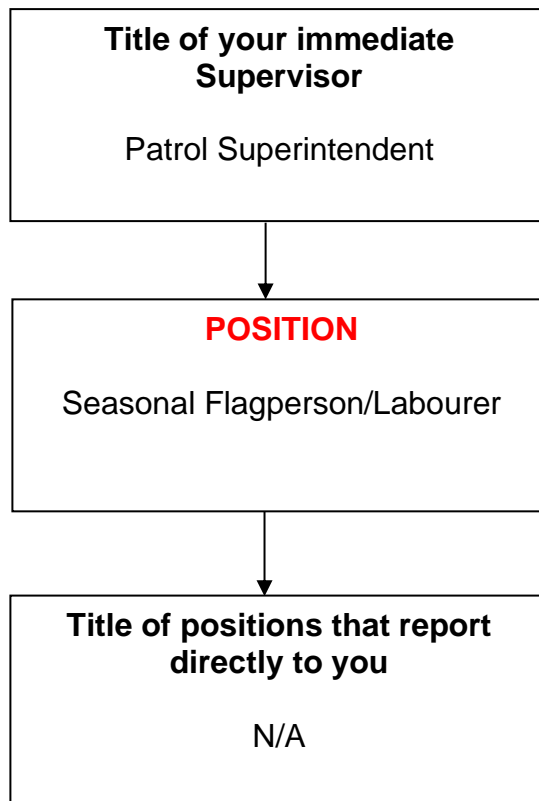 Title of your immediate
Supervisor
Patrol Superintendent
POSITION
Seasonal Flagperson/Labourer
Title of positions that report
directly to you
N/A